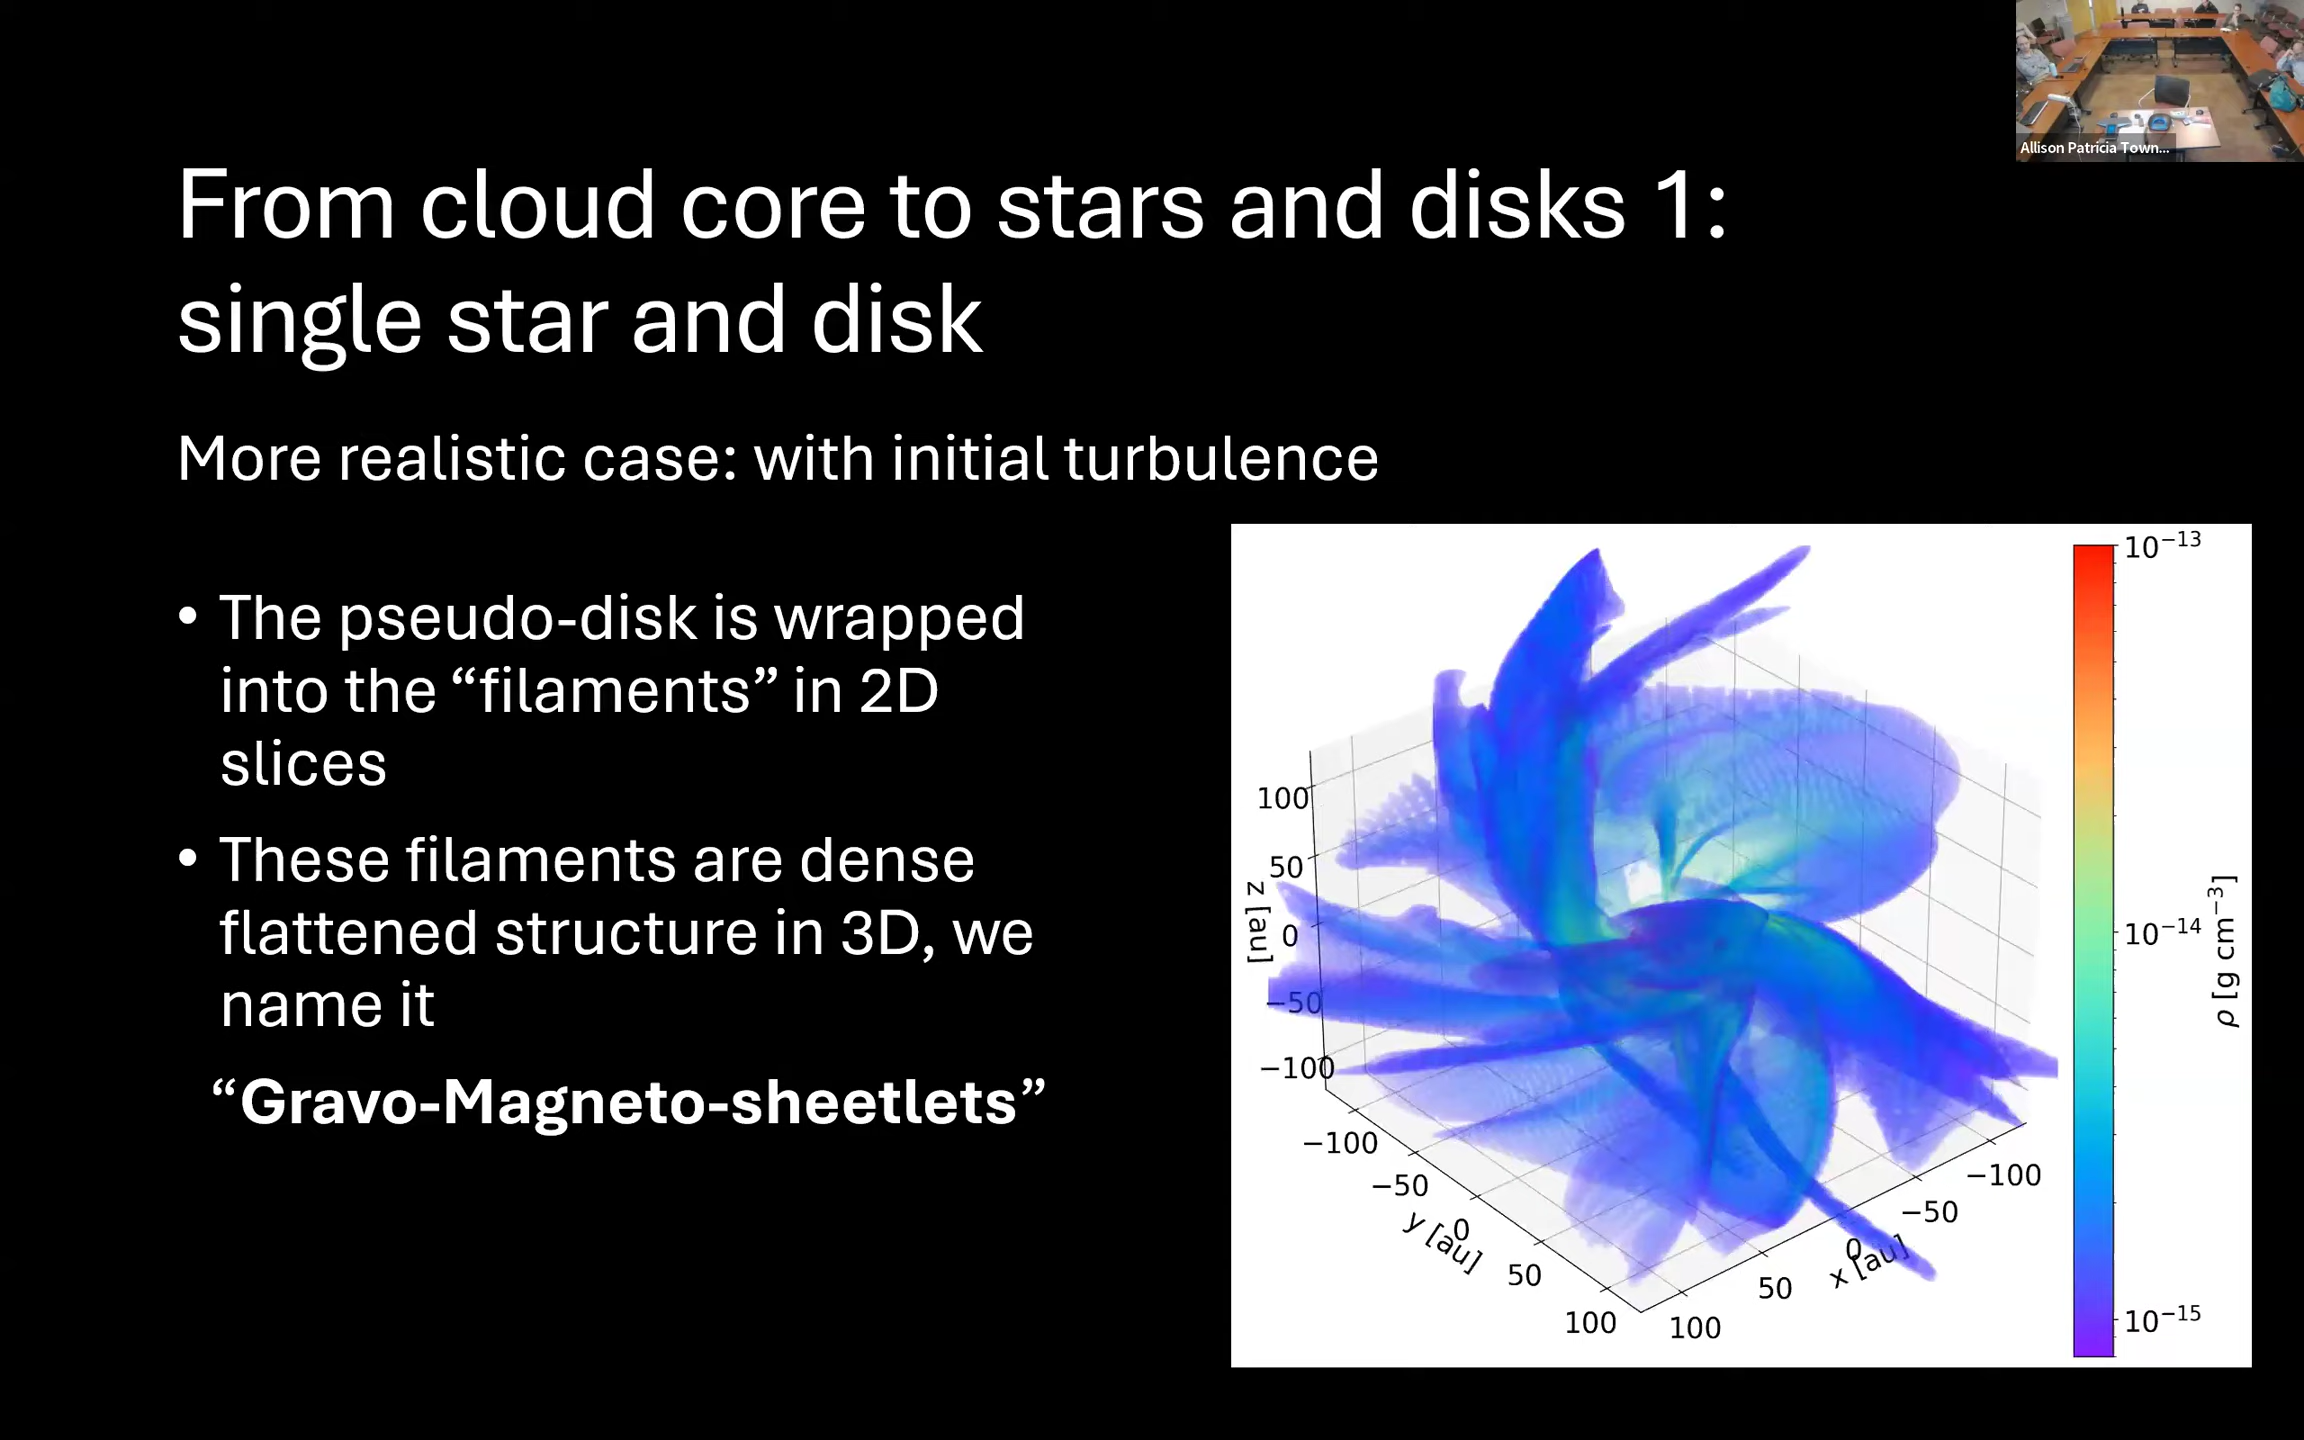 Allison Patricia Town...
From cloud core to stars and disks 1:
single star and disk
More realistic case: with initial turbulence
• The pseudo-disk is wrapped
into the “filaments” in 2D
slices
• These filaments are dense
flattened structure in 3D, we
name it
“Gravo-Magneto-sheetlets”
100
50
0
−50
−100
z [au]
−100
−50
0
50
100
y [au]
−100
−50
0
50
100
x [au]
10⁻¹³
10⁻¹⁴
10⁻¹⁵
ρ [g cm⁻³]